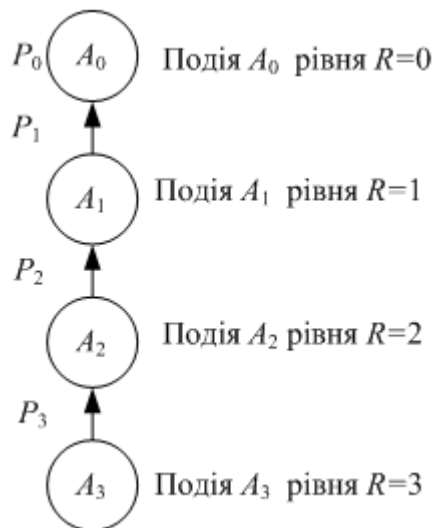 P₀ A₀ Подія A₀ рівня R=0
P₁
A₁ Подія A₁ рівня R=1
P₂
A₂ Подія A₂ рівня R=2
P₃
A₃ Подія A₃ рівня R=3